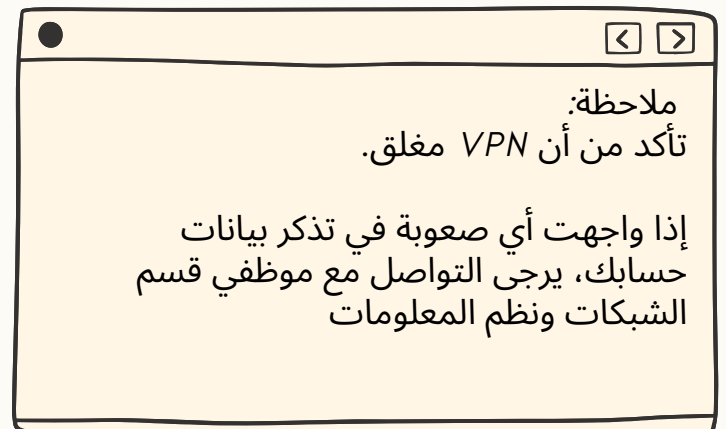 ملاحظة:
تأكد من أن VPN مغلق.
إذا واجهت أي صعوبة في تذكر بيانات
حسابك، يرجى التواصل مع موظفي قسم
الشبكات ونظم المعلومات